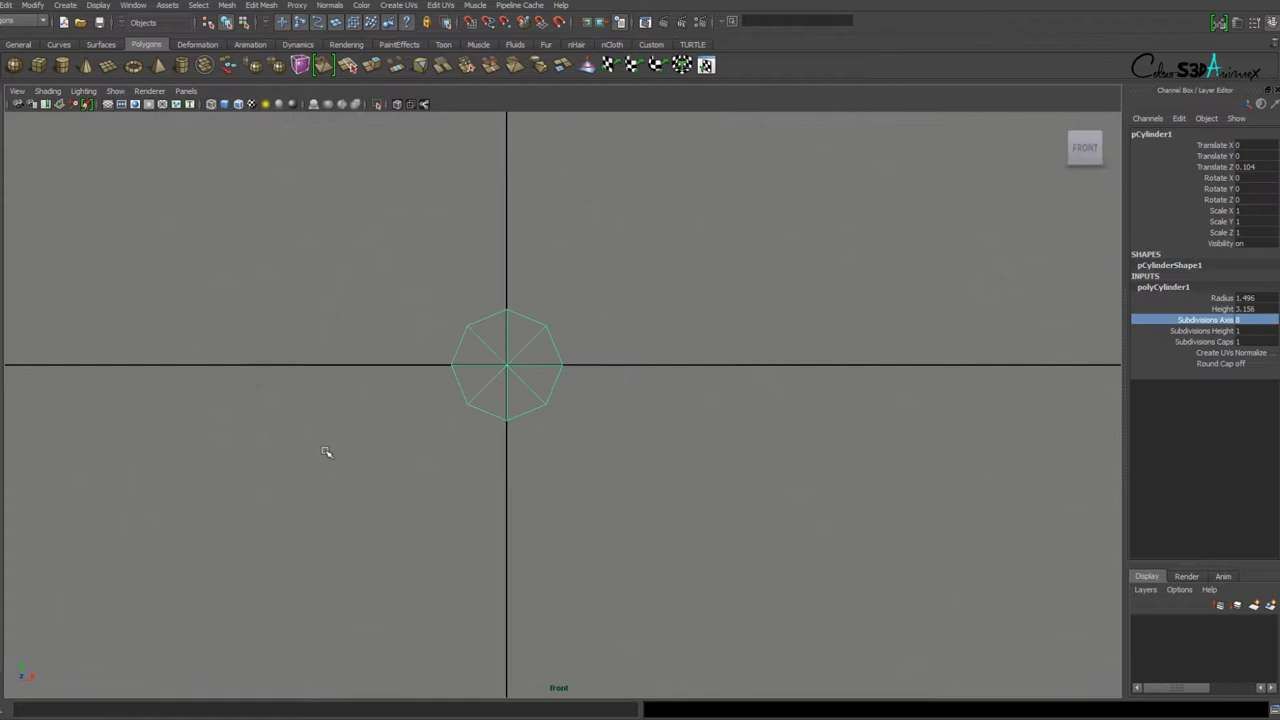 Edit Modify Create Display Window Assets Select Mesh Edit Mesh Proxy Normals Color Create UVs Edit UVs Muscle Pipeline Cache Help
Objects
General Curves Surfaces Polygons Deformation Animation Dynamics Rendering PaintEffects Toon Muscle Fluids Fur nHair nCloth Custom TURTLE
Colour S3D Animex
View Shading Lighting Show Renderer Panels
Channel Box / Layer Editor
Channels Edit Object Show
FRONT
pCylinder1
Translate X 0
Translate Y 0
Translate Z 0.104
Rotate X 0
Rotate Y 0
Rotate Z 0
Scale X 1
Scale Y 1
Scale Z 1
Visibility on
SHAPES
pCylinderShape1
INPUTS
polyCylinder1
Radius 1.496
Height 3.156
Subdivisions Axis 8
Subdivisions Height 1
Subdivisions Caps 1
Create UVs Normalize ...
Round Cap off
Display Render Anim
Layers Options Help
z x
front